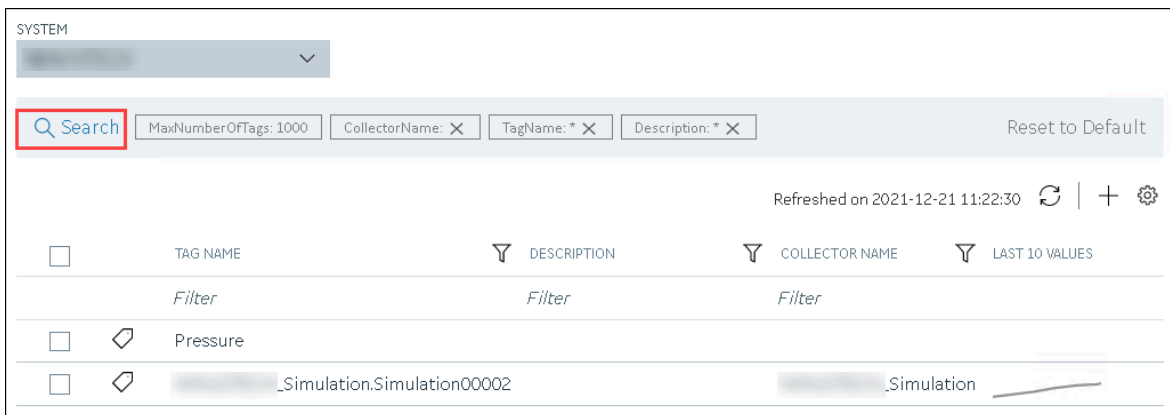 SYSTEM
Search MaxNumberOfTags: 1000 CollectorName: TagName: * Description: * Reset to Default
Refreshed on 2021-12-21 11:22:30
TAG NAME DESCRIPTION COLLECTOR NAME LAST 10 VALUES
Filter Filter Filter
Pressure
_Simulation.Simulation00002 _Simulation